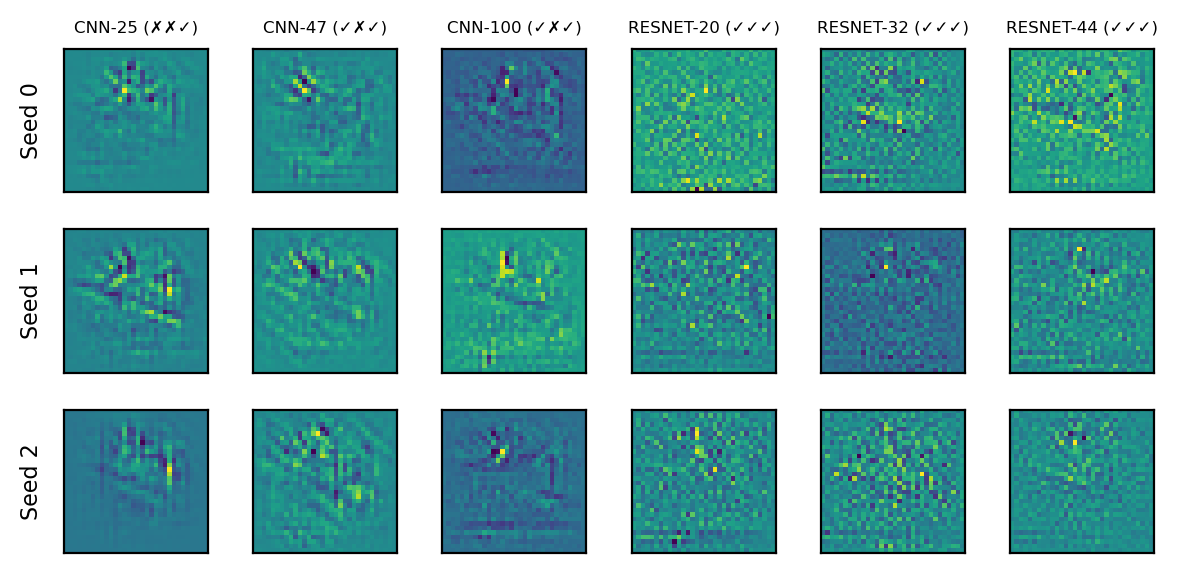 CNN-25 (✗✗✓) CNN-47 (✓✗✓) CNN-100 (✓✗✓) RESNET-20 (✓✓✓) RESNET-32 (✓✓✓) RESNET-44 (✓✓✓)
Seed 0
Seed 1
Seed 2